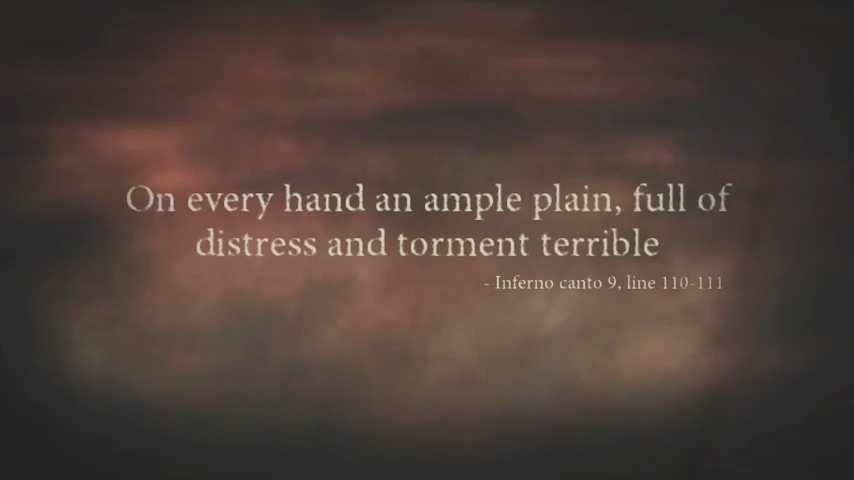 On every hand an ample plain, full of
distress and torment terrible
- Inferno canto 9, line 110-111